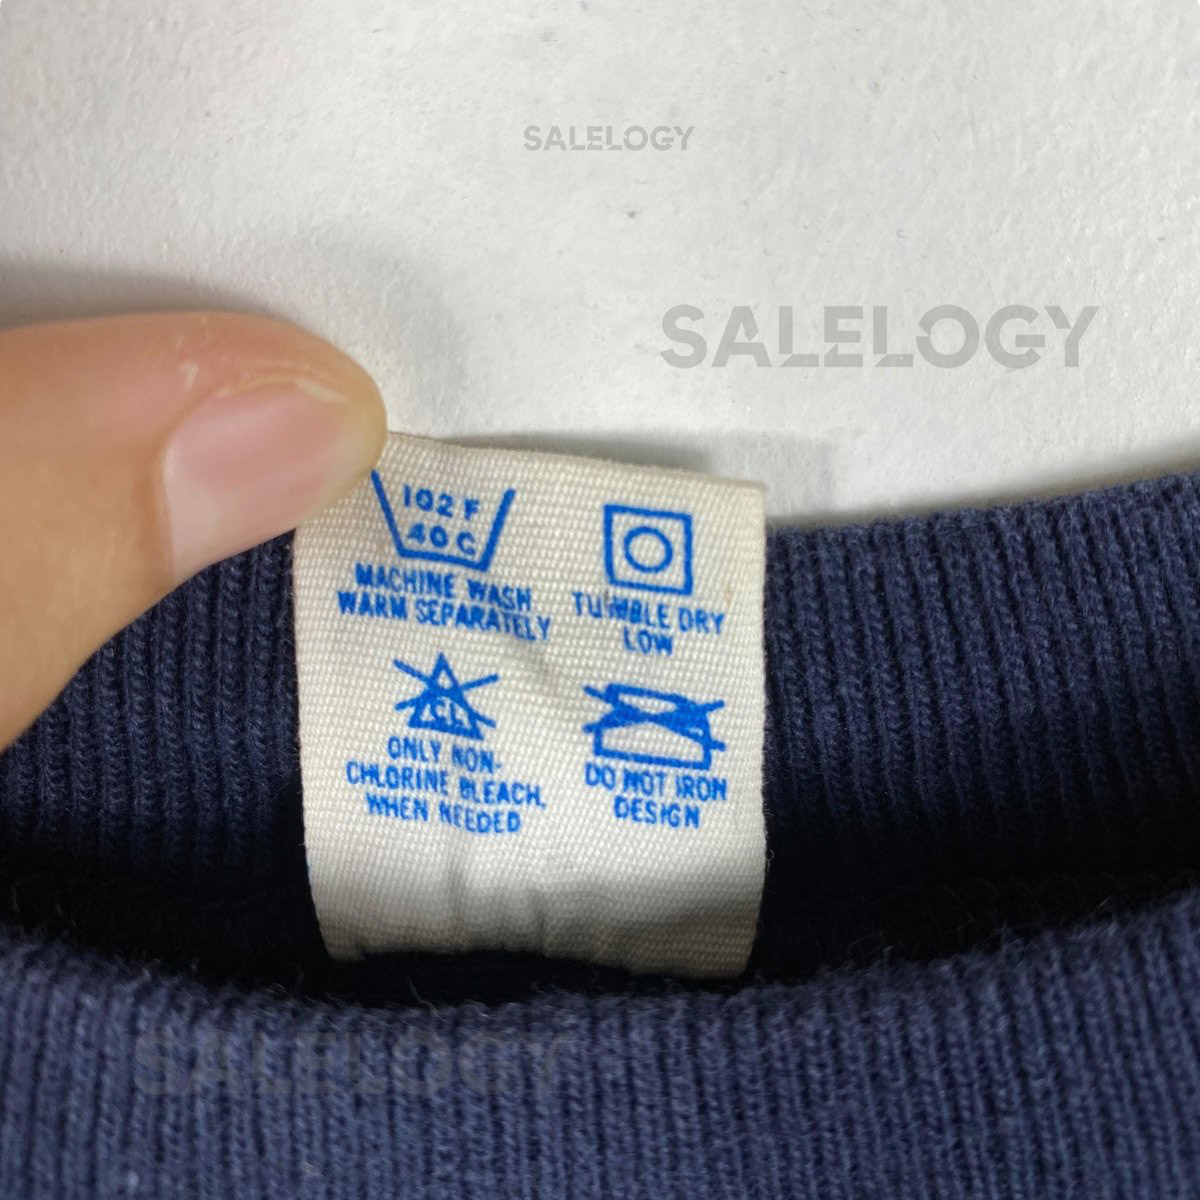 SALELOGY
SALELOGY
102 F
40 C
MACHINE WASH
WARM SEPARATELY
TUMBLE DRY
LOW
CL
ONLY NON-
CHLORINE BLEACH,
WHEN NEEDED
DO NOT IRON
DESIGN
SALELOGY